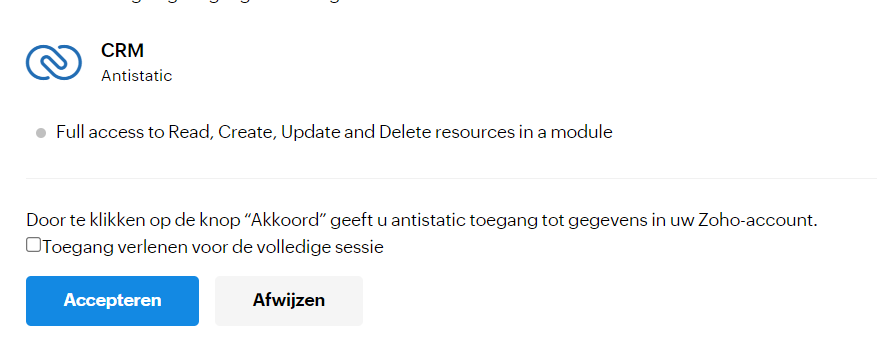 CRM
Antistatic
Full access to Read, Create, Update and Delete resources in a module
Door te klikken op de knop “Akkoord” geeft u antistatic toegang tot gegevens in uw Zoho-account.
Toegang verlenen voor de volledige sessie
Accepteren Afwijzen